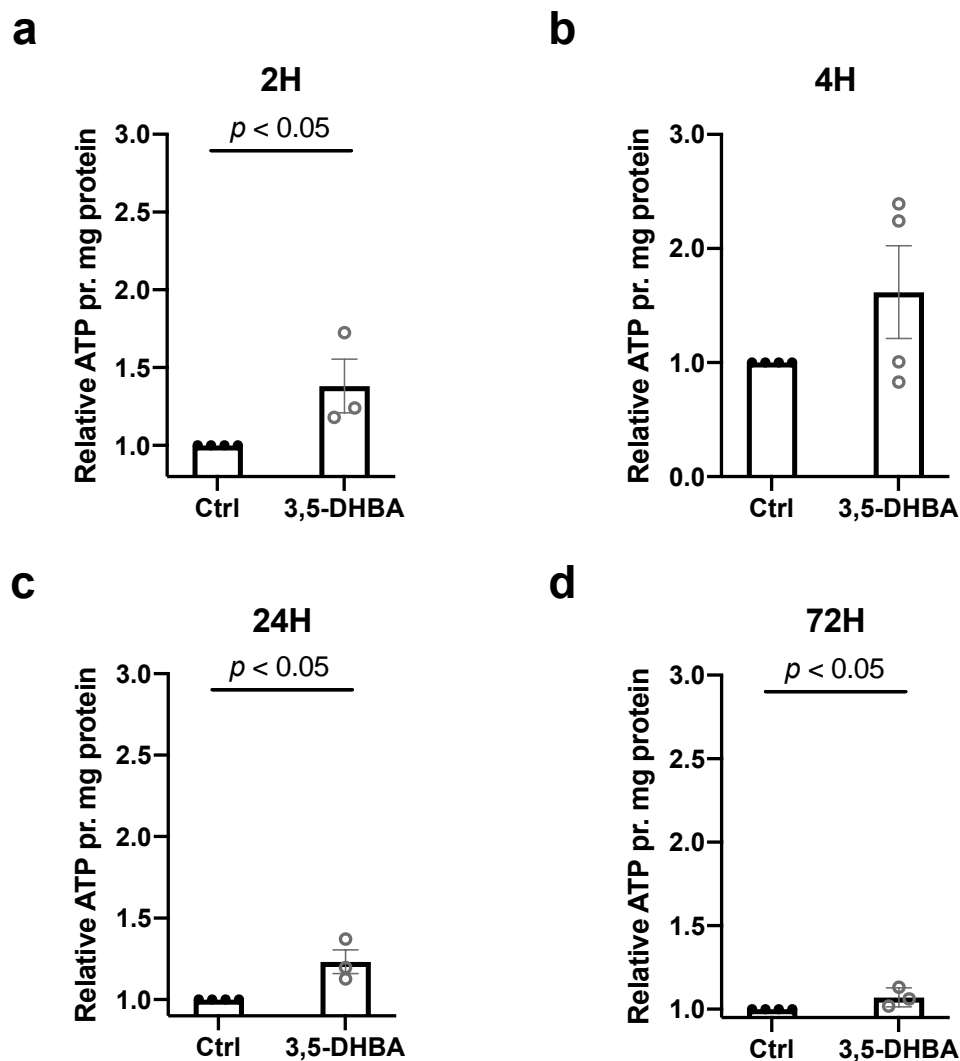 a
2H
p < 0.05
Relative ATP pr. mg protein
3.0
2.5
2.0
1.5
1.0
Ctrl
3,5-DHBA
b
4H
Relative ATP pr. mg protein
3.0
2.0
1.0
0.0
Ctrl
3,5-DHBA
c
24H
p < 0.05
Relative ATP pr. mg protein
3.0
2.5
2.0
1.5
1.0
Ctrl
3,5-DHBA
d
72H
p < 0.05
Relative ATP pr. mg protein
3.0
2.5
2.0
1.5
1.0
Ctrl
3,5-DHBA